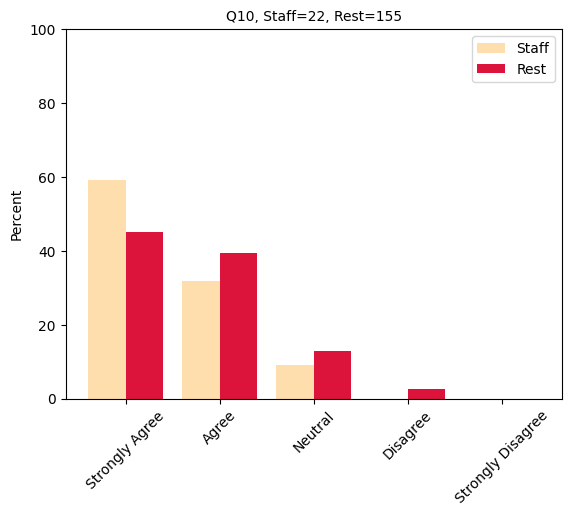 Q10, Staff=22, Rest=155
100
80
60
40
20
0
Percent
Staff
Rest
Strongly Agree
Agree
Neutral
Disagree
Strongly Disagree